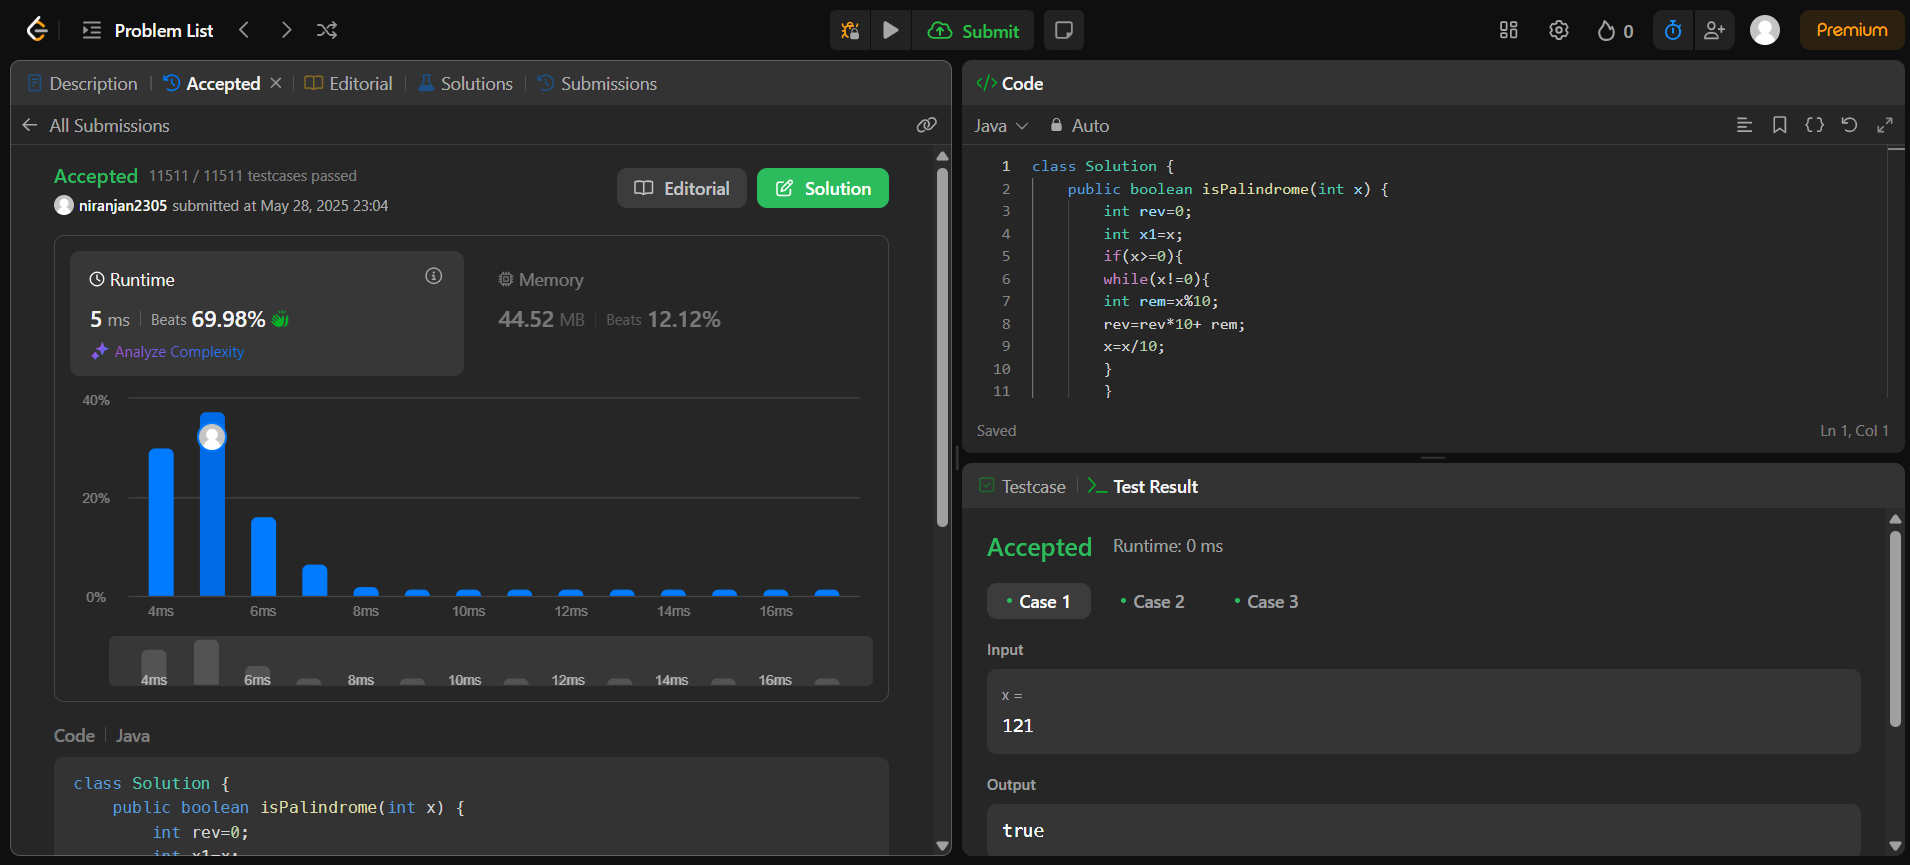 Problem List
Submit
0
Premium
Description
Accepted
Editorial
Solutions
Submissions
All Submissions
Accepted 11511 / 11511 testcases passed
niranjan2305 submitted at May 28, 2025 23:04
Editorial
Solution
Runtime
5 ms Beats 69.98%
Analyze Complexity
Memory
44.52 MB Beats 12.12%
40%
20%
0%
4ms 6ms 8ms 10ms 12ms 14ms 16ms
4ms 6ms 8ms 10ms 12ms 14ms 16ms
Code Java
class Solution {
    public boolean isPalindrome(int x) {
        int rev=0;
        int x1=x;
</> Code
Java
Auto
1 class Solution {
2     public boolean isPalindrome(int x) {
3         int rev=0;
4         int x1=x;
5         if(x>=0){
6         while(x!=0){
7         int rem=x%10;
8         rev=rev*10+ rem;
9         x=x/10;
10         }
11         }
Saved
Ln 1, Col 1
Testcase
>_ Test Result
Accepted Runtime: 0 ms
Case 1
Case 2
Case 3
Input
x =
121
Output
true